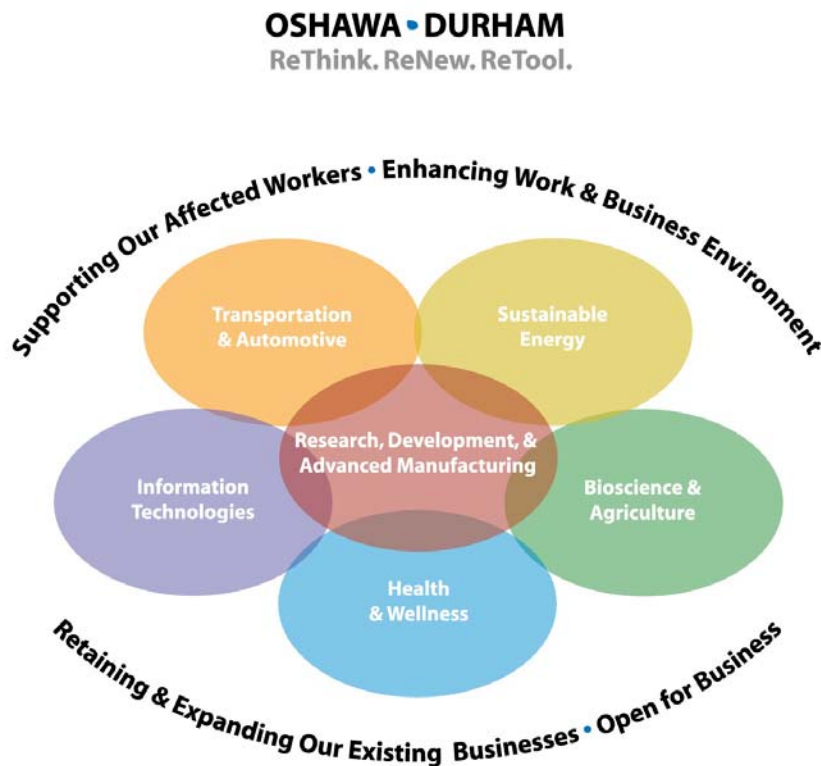 OSHAWA • DURHAM
ReThink. ReNew. ReTool.
Supporting Our Affected Workers • Enhancing Work & Business Environment
Transportation
& Automotive
Sustainable
Energy
Research, Development, &
Advanced Manufacturing
Information
Technologies
Bioscience &
Agriculture
Health
& Wellness
Retaining & Expanding Our Existing Businesses • Open for Business